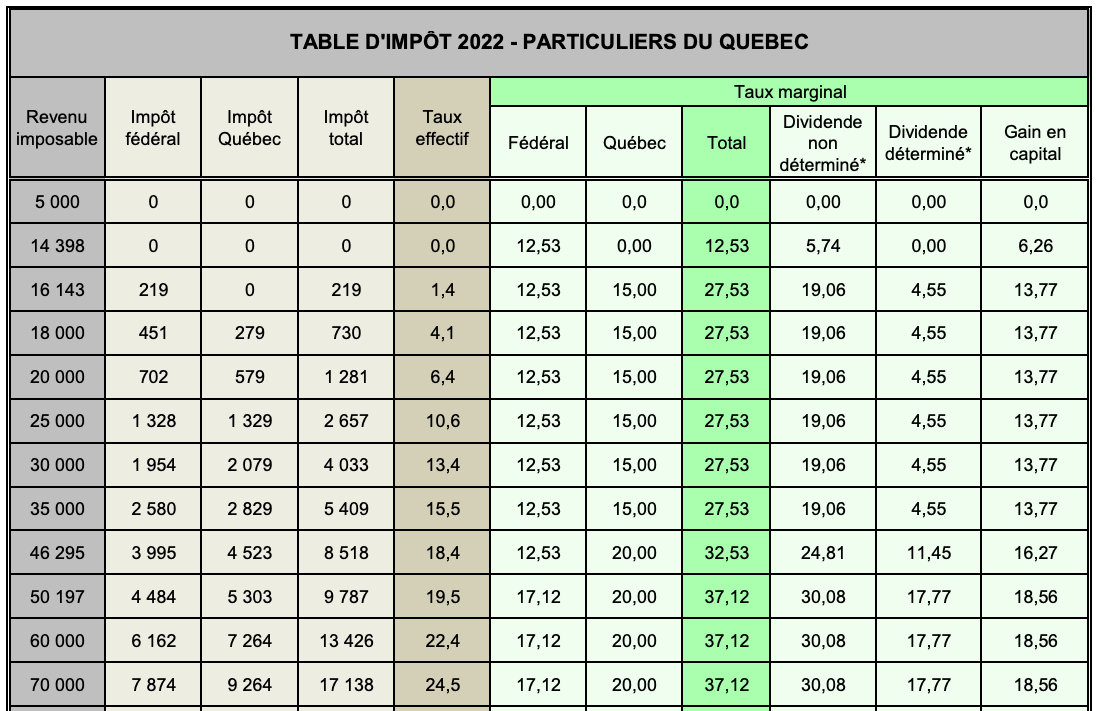 TABLE D'IMPÔT 2022 - PARTICULIERS DU QUEBEC
Taux marginal
Revenu imposable Impôt fédéral Impôt Québec Impôt total Taux effectif Fédéral Québec Total Dividende non déterminé* Dividende déterminé* Gain en capital
5 000 0 0 0 0,0 0,00 0,0 0,0 0,00 0,00 0,0
14 398 0 0 0 0,0 12,53 0,00 12,53 5,74 0,00 6,26
16 143 219 0 219 1,4 12,53 15,00 27,53 19,06 4,55 13,77
18 000 451 279 730 4,1 12,53 15,00 27,53 19,06 4,55 13,77
20 000 702 579 1 281 6,4 12,53 15,00 27,53 19,06 4,55 13,77
25 000 1 328 1 329 2 657 10,6 12,53 15,00 27,53 19,06 4,55 13,77
30 000 1 954 2 079 4 033 13,4 12,53 15,00 27,53 19,06 4,55 13,77
35 000 2 580 2 829 5 409 15,5 12,53 15,00 27,53 19,06 4,55 13,77
46 295 3 995 4 523 8 518 18,4 12,53 20,00 32,53 24,81 11,45 16,27
50 197 4 484 5 303 9 787 19,5 17,12 20,00 37,12 30,08 17,77 18,56
60 000 6 162 7 264 13 426 22,4 17,12 20,00 37,12 30,08 17,77 18,56
70 000 7 874 9 264 17 138 24,5 17,12 20,00 37,12 30,08 17,77 18,56